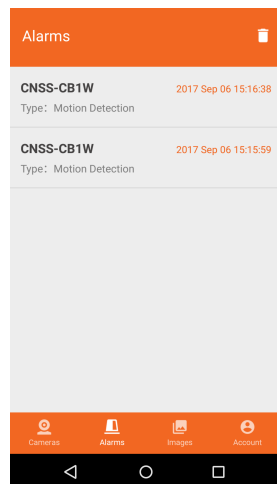 Alarms
CNSS-CB1W 2017 Sep 06 15:16:38
Type: Motion Detection
CNSS-CB1W 2017 Sep 06 15:15:59
Type: Motion Detection
Cameras Alarms Images Account